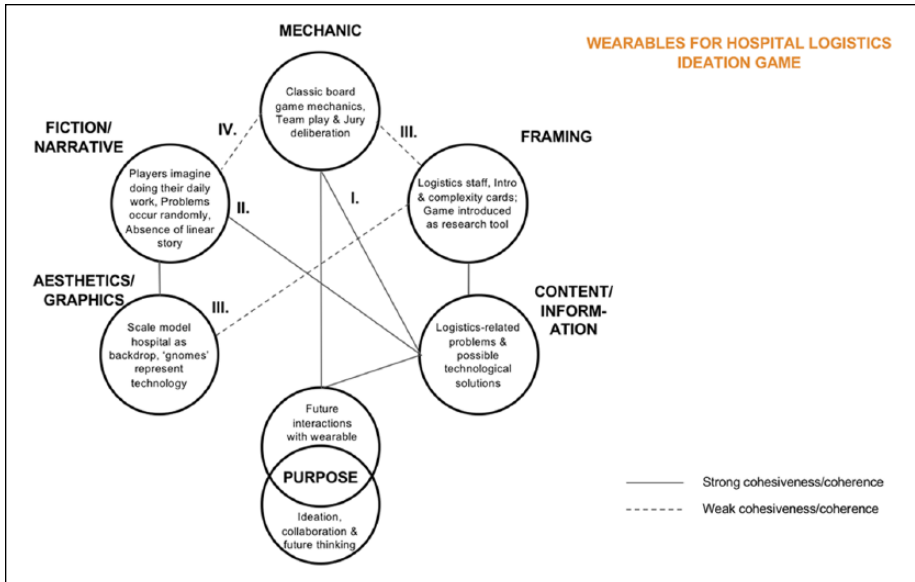 MECHANIC
WEARABLES FOR HOSPITAL LOGISTICS
IDEATION GAME
Classic board
game mechanics,
Team play & Jury
deliberation
IV.
III.
FICTION/
NARRATIVE
FRAMING
Players imagine
doing their daily
work, Problems
occur randomly,
Absence of linear
story
II.
I.
Logistics staff, Intro
& complexity cards;
Game introduced
as research tool
AESTHETICS/
GRAPHICS
III.
CONTENT/
INFORM-
ATION
Scale model
hospital as
backdrop, ‘gnomes’
represent
technology
Logistics-related
problems &
possible
technological
solutions
Future
interactions
with wearable
PURPOSE
Ideation,
collaboration &
future thinking
Strong cohesiveness/coherence
Weak cohesiveness/coherence